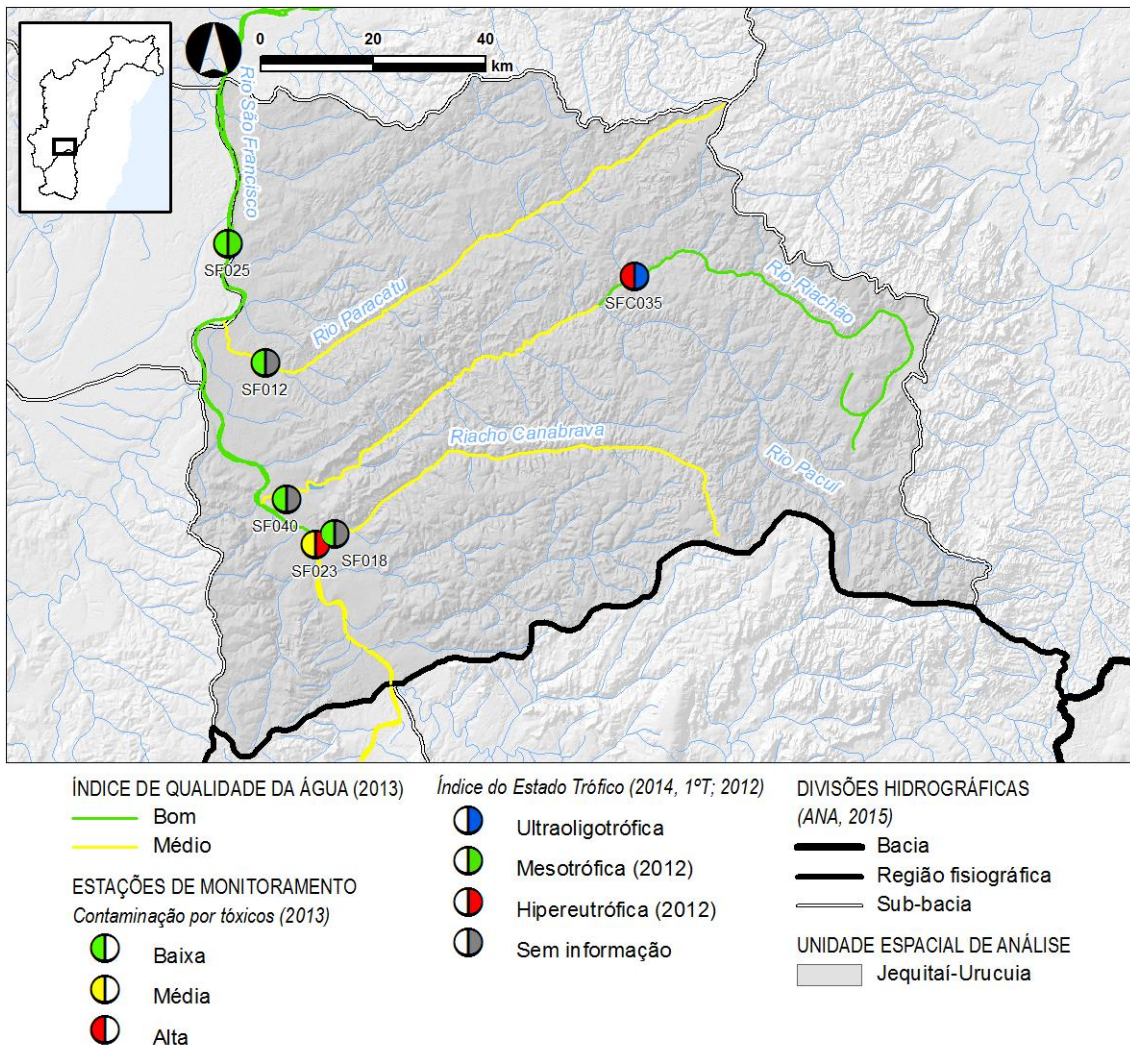 0 20 40
km
Rio São Francisco
SF025
Rio Paracatu
SFC035
Rio Riachão
SF012
Riacho Canabrava
Rio Pacuí
SF040
SF018
SF023
ÍNDICE DE QUALIDADE DA ÁGUA (2013)
Bom
Médio
ESTAÇÕES DE MONITORAMENTO
Contaminação por tóxicos (2013)
Baixa
Média
Alta
Índice do Estado Trófico (2014, 1ºT; 2012)
Ultraoligotrófica
Mesotrófica (2012)
Hipereutrófica (2012)
Sem informação
DIVISÕES HIDROGRÁFICAS
(ANA, 2015)
Bacia
Região fisiográfica
Sub-bacia
UNIDADE ESPACIAL DE ANÁLISE
Jequitaí-Urucuia